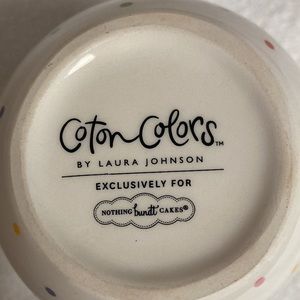 Coton Colors™
BY LAURA JOHNSON
EXCLUSIVELY FOR
NOTHING bundt CAKES®